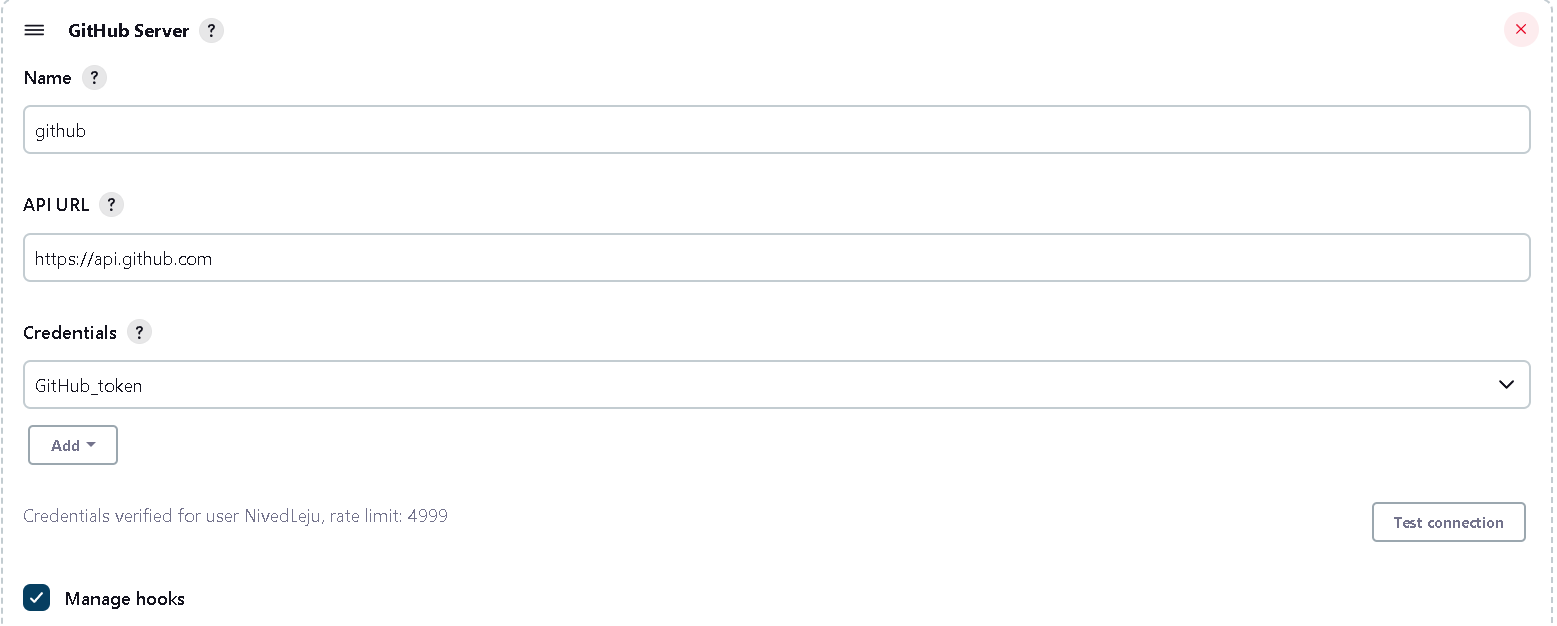 GitHub Server ?
Name ?
github
API URL ?
https://api.github.com
Credentials ?
GitHub_token
Add
Credentials verified for user NivedLeju, rate limit: 4999
Test connection
Manage hooks